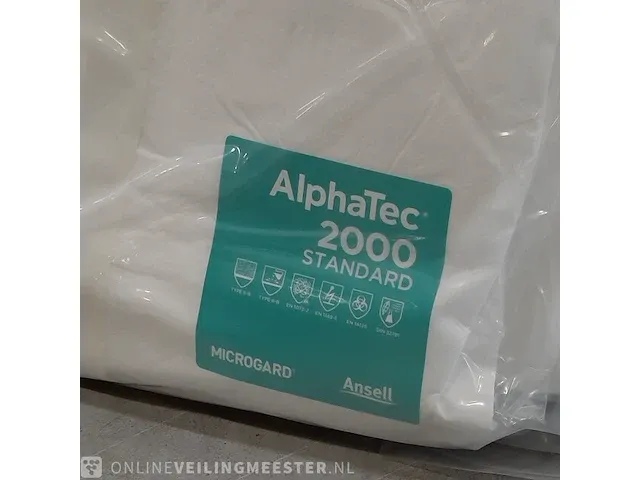 AlphaTec®
2000
STANDARD
MICROGARD®
Ansell
ONLINEVEILINGMEESTER.NL